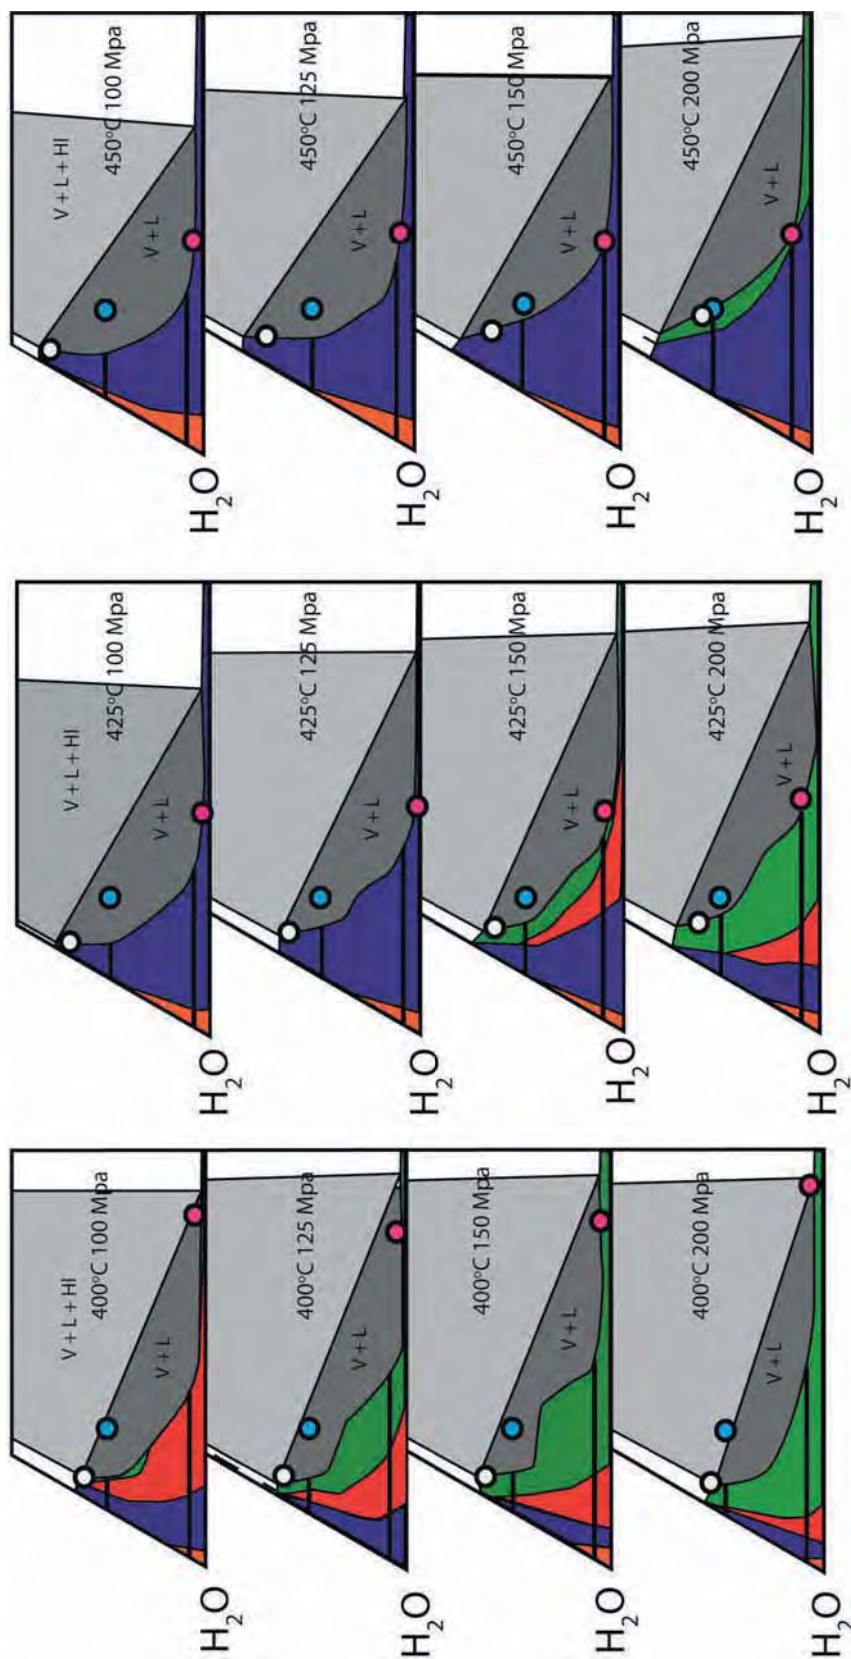 V + L + Hl
400°C 100 Mpa
V + L
H₂O
V + L + Hl
425°C 100 Mpa
V + L
H₂O
V + L + Hl
450°C 100 Mpa
V + L
H₂O
400°C 125 Mpa
V + L
H₂O
425°C 125 Mpa
V + L
H₂O
450°C 125 Mpa
V + L
H₂O
400°C 150 Mpa
V + L
H₂O
425°C 150 Mpa
V + L
H₂O
450°C 150 Mpa
V + L
H₂O
400°C 200 Mpa
V + L
H₂O
425°C 200 Mpa
V + L
H₂O
450°C 200 Mpa
V + L
H₂O